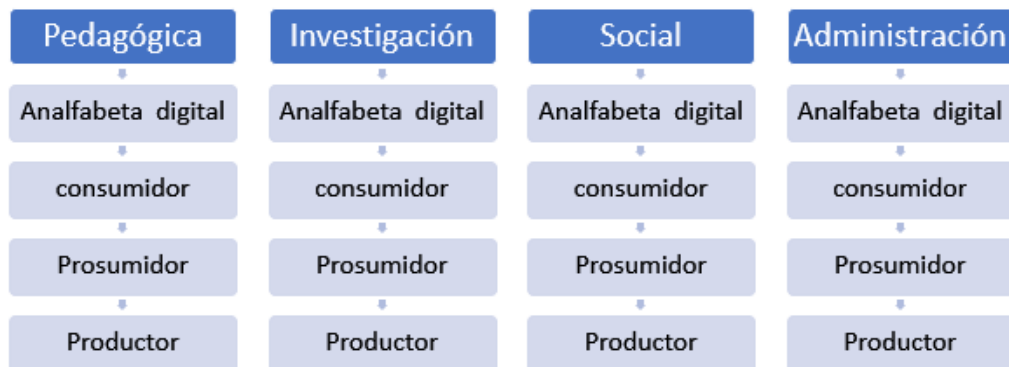 Pedagógica
Analfabeta digital
consumidor
Prosumidor
Productor
Investigación
Analfabeta digital
consumidor
Prosumidor
Productor
Social
Analfabeta digital
consumidor
Prosumidor
Productor
Administración
Analfabeta digital
consumidor
Prosumidor
Productor